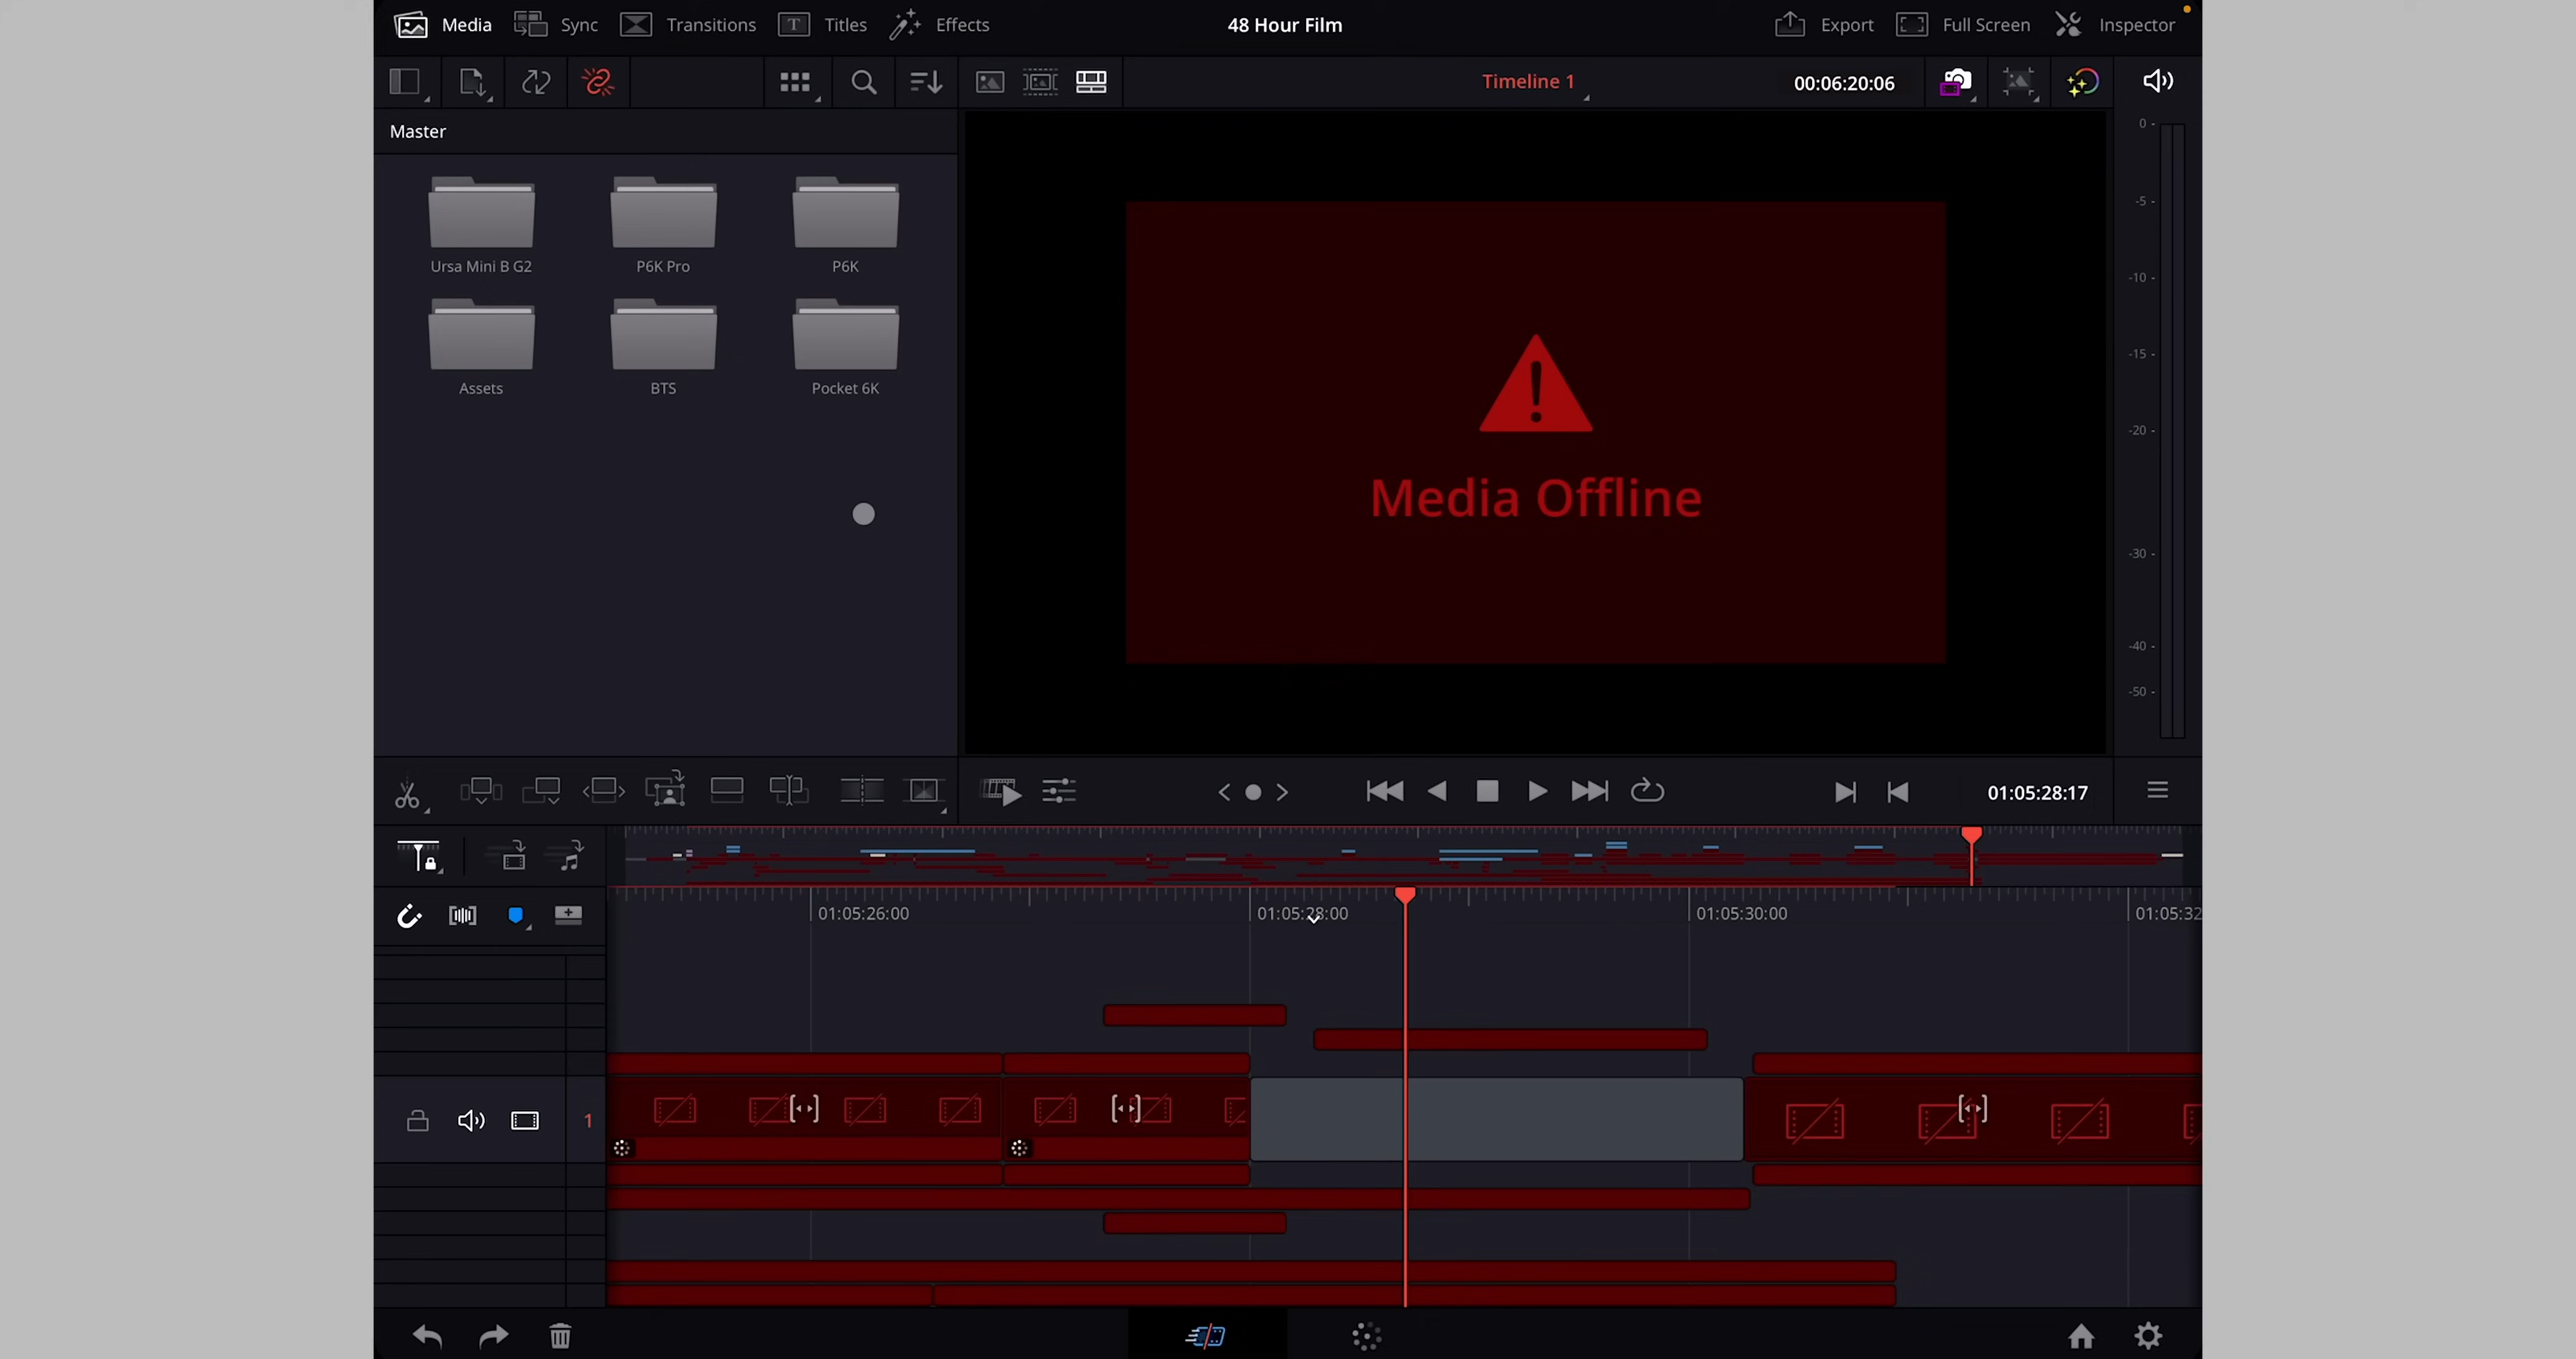 Media Sync Transitions Titles Effects 48 Hour Film Export Full Screen Inspector
Timeline 1 00:06:20:06
Master
Ursa Mini B G2 P6K Pro P6K
Assets BTS Pocket 6K
Media Offline
0 -
-5 -
-10 -
-15 -
-20 -
-30 -
-40 -
-50 -
01:05:28:17
01:05:26:00 01:05:28:00 01:05:30:00 01:05:32
1